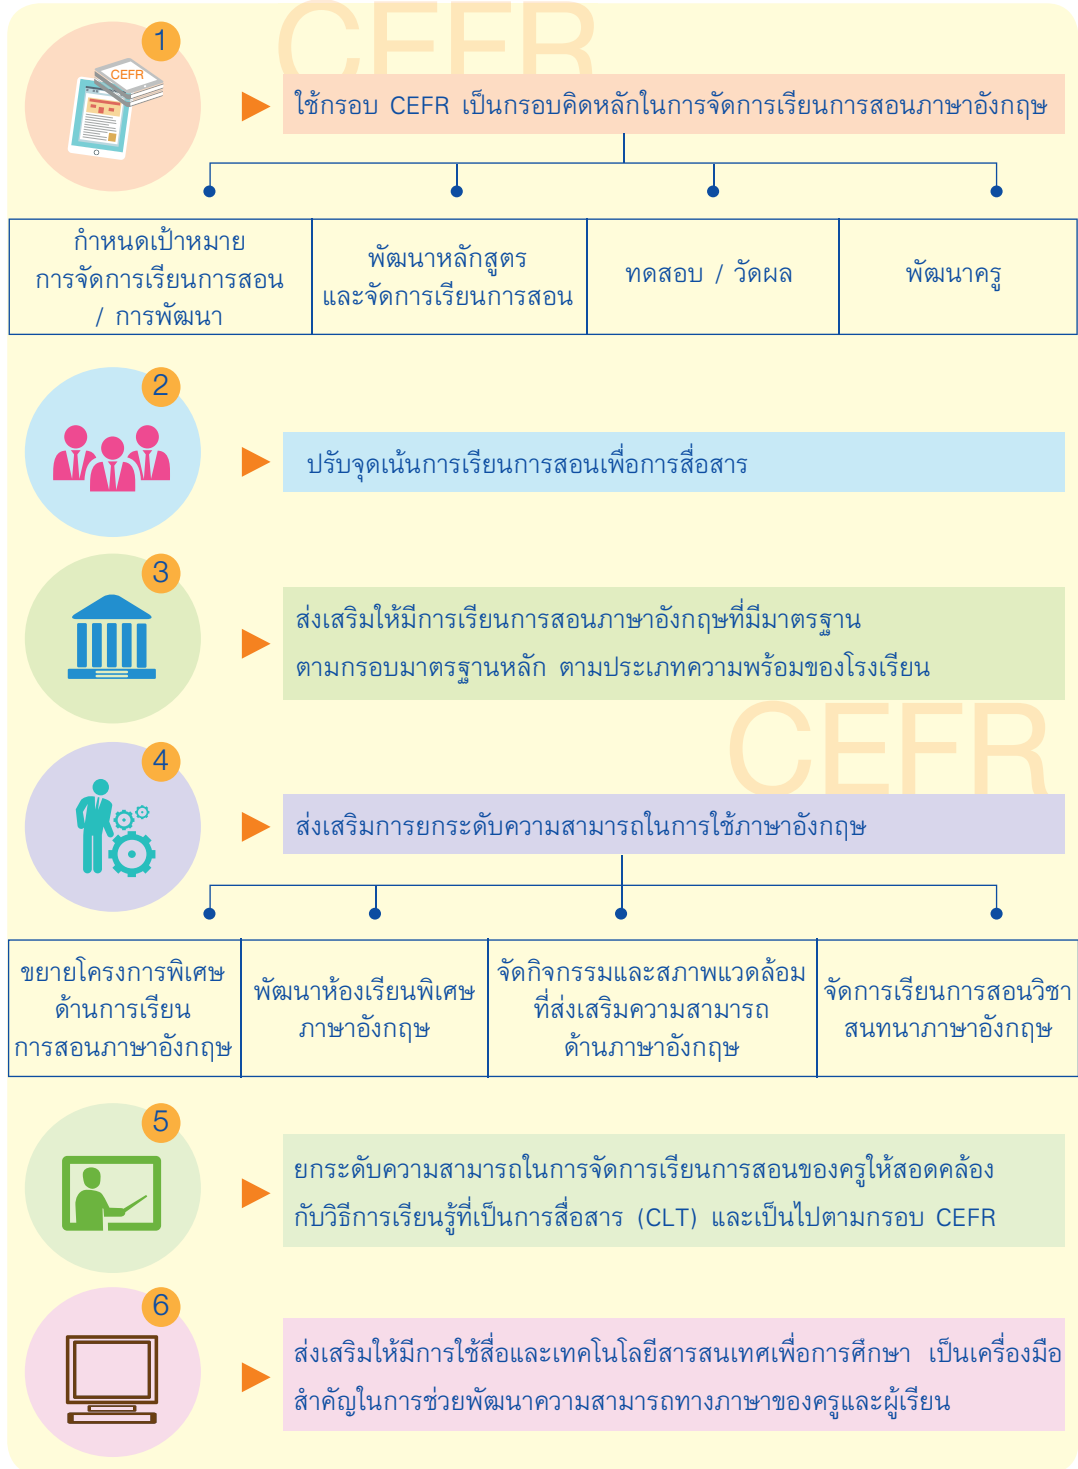 CEFR
1
CEFR
ใช้กรอบ CEFR เป็นกรอบคิดหลักในการจัดการเรียนการสอนภาษาอังกฤษ
กำหนดเป้าหมาย
การจัดการเรียนการสอน
/ การพัฒนา
พัฒนาหลักสูตร
และจัดการเรียนการสอน
ทดสอบ / วัดผล
พัฒนาครู
2
ปรับจุดเน้นการเรียนการสอนเพื่อการสื่อสาร
3
ส่งเสริมให้มีการเรียนการสอนภาษาอังกฤษที่มีมาตรฐาน
ตามกรอบมาตรฐานหลัก ตามประเภทความพร้อมของโรงเรียน
CEFR
4
ส่งเสริมการยกระดับความสามารถในการใช้ภาษาอังกฤษ
ขยายโครงการพิเศษ
ด้านการเรียน
การสอนภาษาอังกฤษ
พัฒนาห้องเรียนพิเศษ
ภาษาอังกฤษ
จัดกิจกรรมและสภาพแวดล้อม
ที่ส่งเสริมความสามารถ
ด้านภาษาอังกฤษ
จัดการเรียนการสอนวิชา
สนทนาภาษาอังกฤษ
5
ยกระดับความสามารถในการจัดการเรียนการสอนของครูให้สอดคล้อง
กับวิธีการเรียนรู้ที่เป็นการสื่อสาร (CLT) และเป็นไปตามกรอบ CEFR
6
ส่งเสริมให้มีการใช้สื่อและเทคโนโลยีสารสนเทศเพื่อการศึกษา เป็นเครื่องมือ
สำคัญในการช่วยพัฒนาความสามารถทางภาษาของครูและผู้เรียน